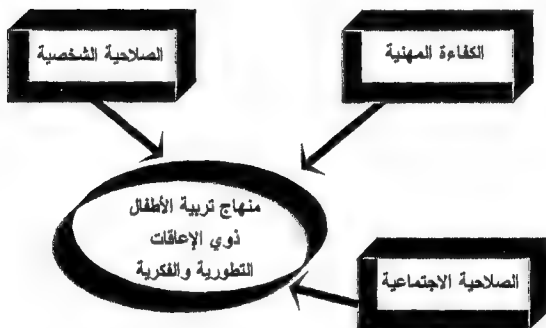 الكفاءة المهنية
الصلاحية الشخصية
منهاج تربية الأطفال
ذوي الإعاقات
التطورية والفكرية
الصلاحية الاجتماعية